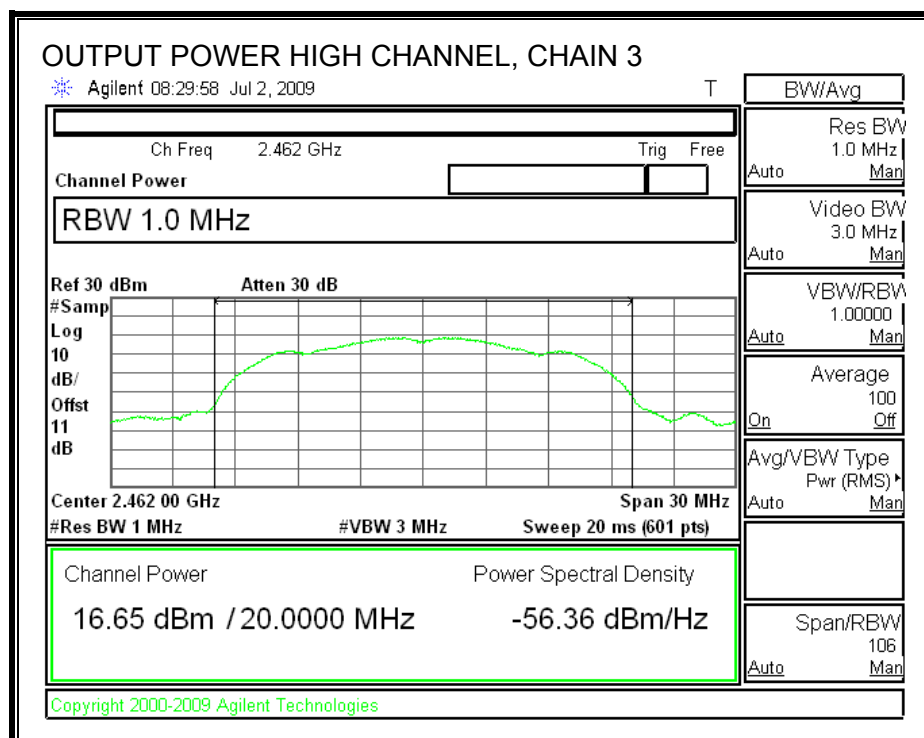 OUTPUT POWER HIGH CHANNEL, CHAIN 3
Agilent 08:29:58 Jul 2, 2009 T
Ch Freq 2.462 GHz Trig Free
Channel Power
RBW 1.0 MHz
Ref 30 dBm Atten 30 dB
#Samp
Log
10
dB/
Offst
11
dB
Center 2.462 00 GHz Span 30 MHz
#Res BW 1 MHz #VBW 3 MHz Sweep 20 ms (601 pts)
Channel Power Power Spectral Density
16.65 dBm / 20.0000 MHz -56.36 dBm/Hz
Copyright 2000-2009 Agilent Technologies
BW/Avg
Res BW
1.0 MHz
Auto Man
Video BW
3.0 MHz
Auto Man
VBW/RBW
1.00000
Auto Man
Average
100
On Off
Avg/VBW Type
Pwr (RMS)
Auto Man
Span/RBW
106
Auto Man